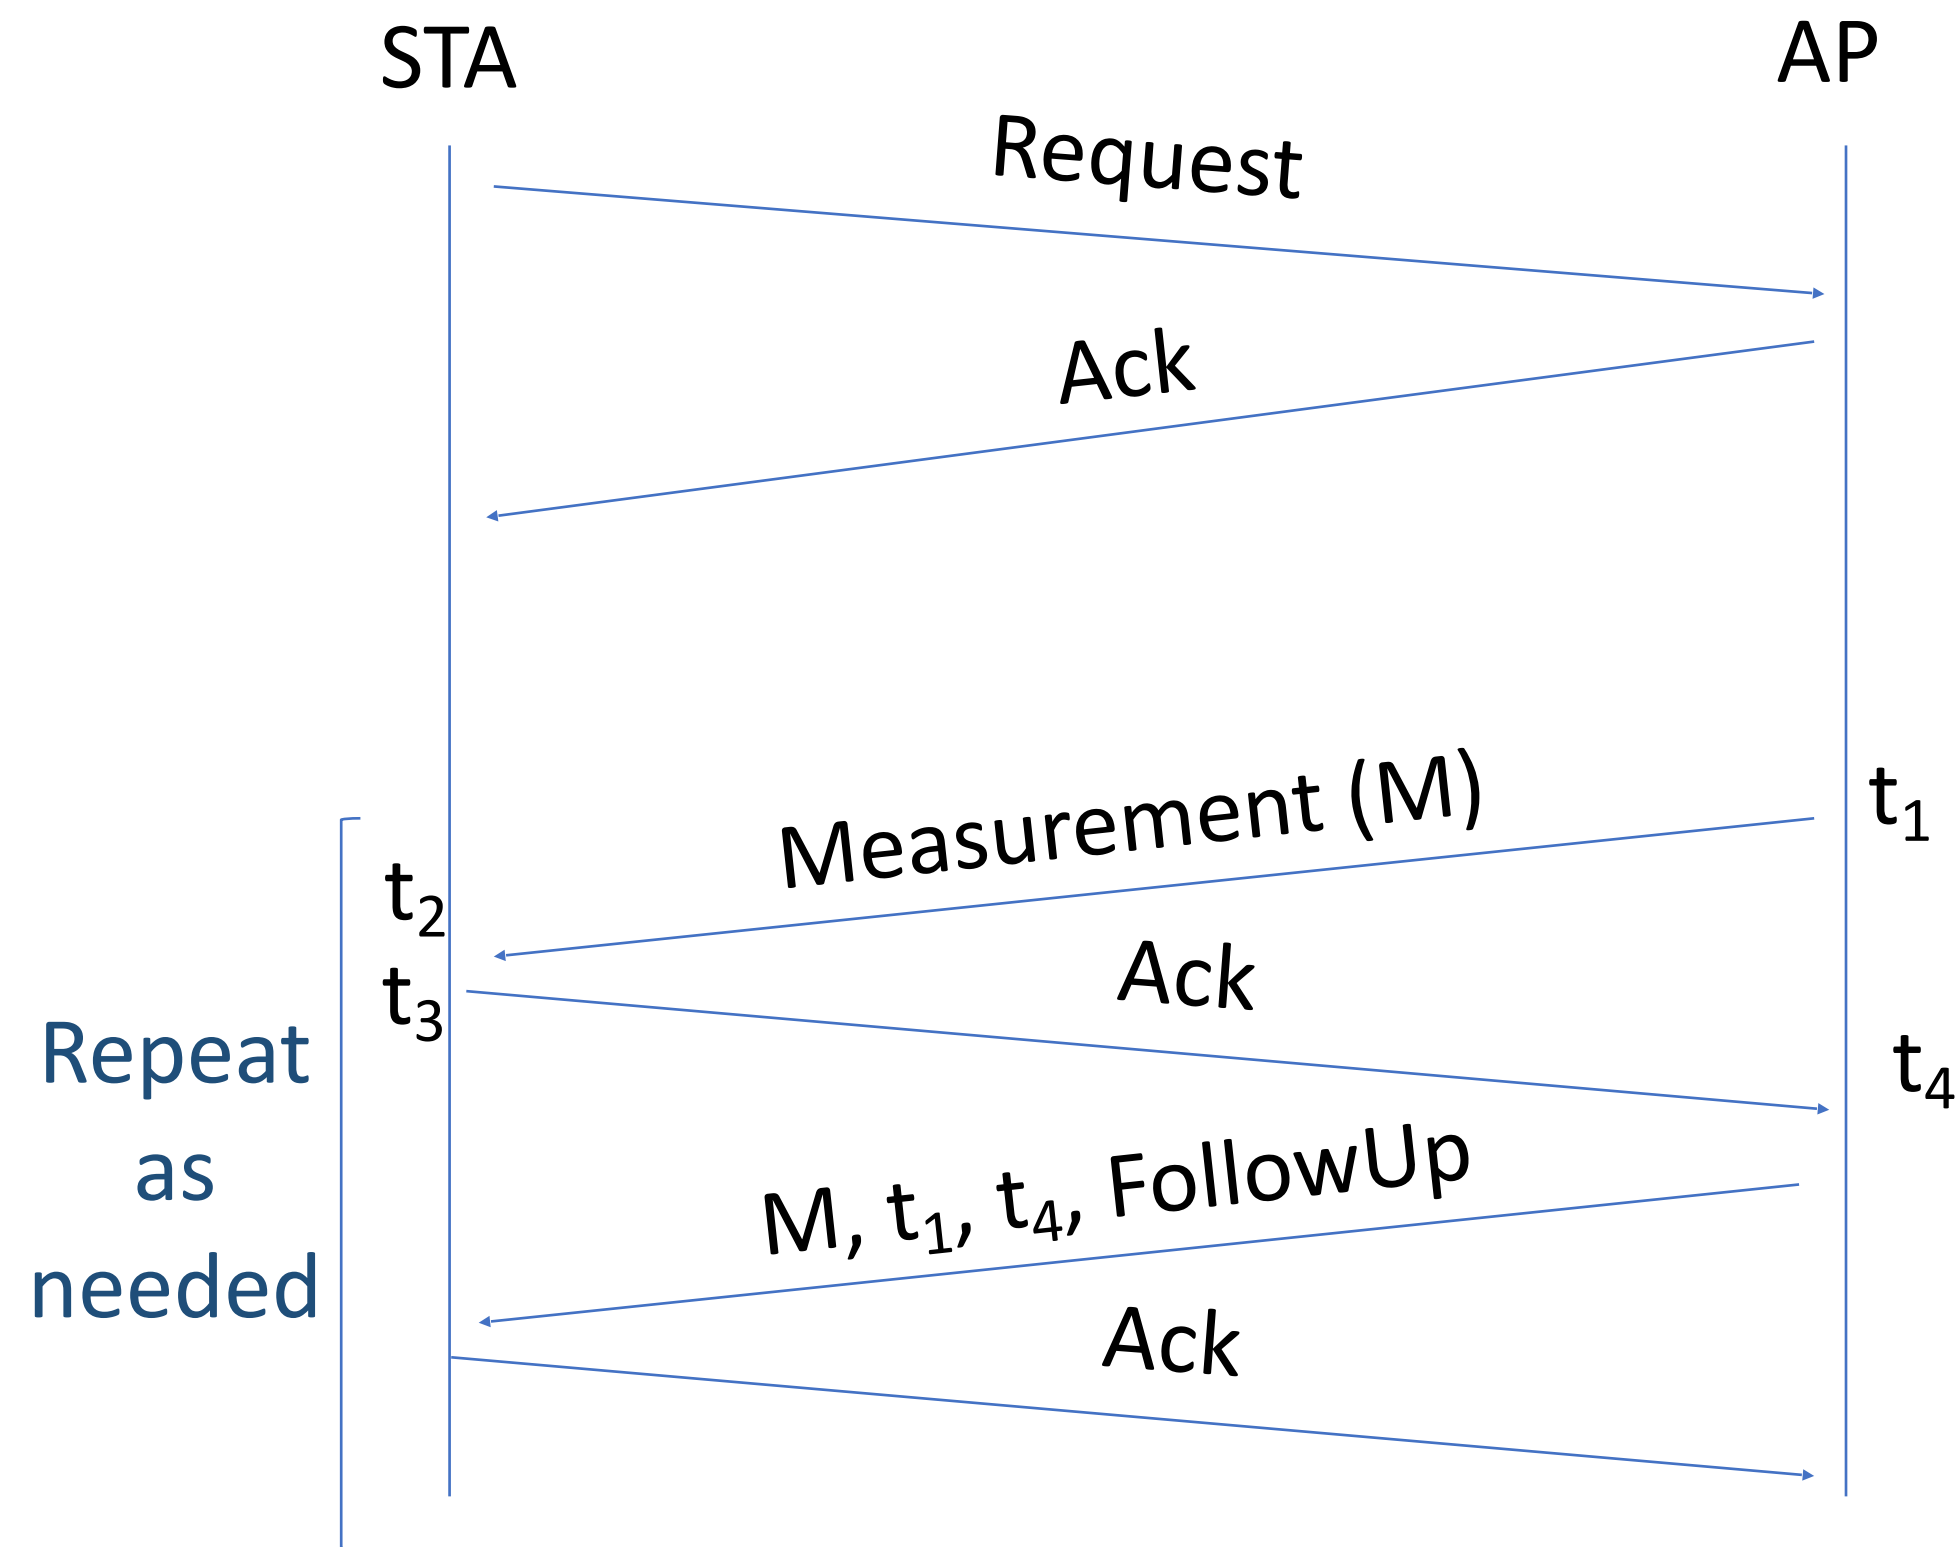 STA
AP
Request
Ack
Measurement (M)
t₁
t₂
Ack
t₃
t₄
M, t₁, t₄, FollowUp
Ack
Repeat
as
needed